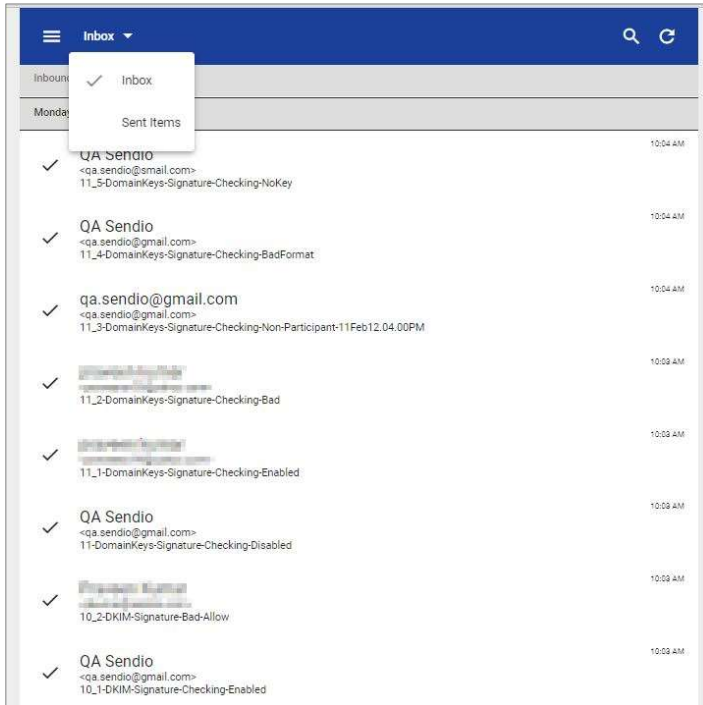 Inbox
Inbox
Sent Items
Inboun
Monday
QA Sendio
10:04 AM
<qa.sendio@smail.com>
11_5-DomainKeys-Signature-Checking-NoKey
QA Sendio
10:04 AM
<qa.sendio@gmail.com>
11_4-DomainKeys-Signature-Checking-BadFormat
qa.sendio@gmail.com
10:04 AM
<qa.sendio@gmail.com>
11_3-DomainKeys-Signature-Checking-Non-Participant-11Feb12.04.00PM
10:03 AM
11_2-DomainKeys-Signature-Checking-Bad
10:03 AM
11_1-DomainKeys-Signature-Checking-Enabled
QA Sendio
10:03 AM
<qa.sendio@gmail.com>
11-DomainKeys-Signature-Checking-Disabled
10:03 AM
10_2-DKIM-Signature-Bad-Allow
QA Sendio
10:03 AM
<qa.sendio@gmail.com>
10_1-DKIM-Signature-Checking-Enabled